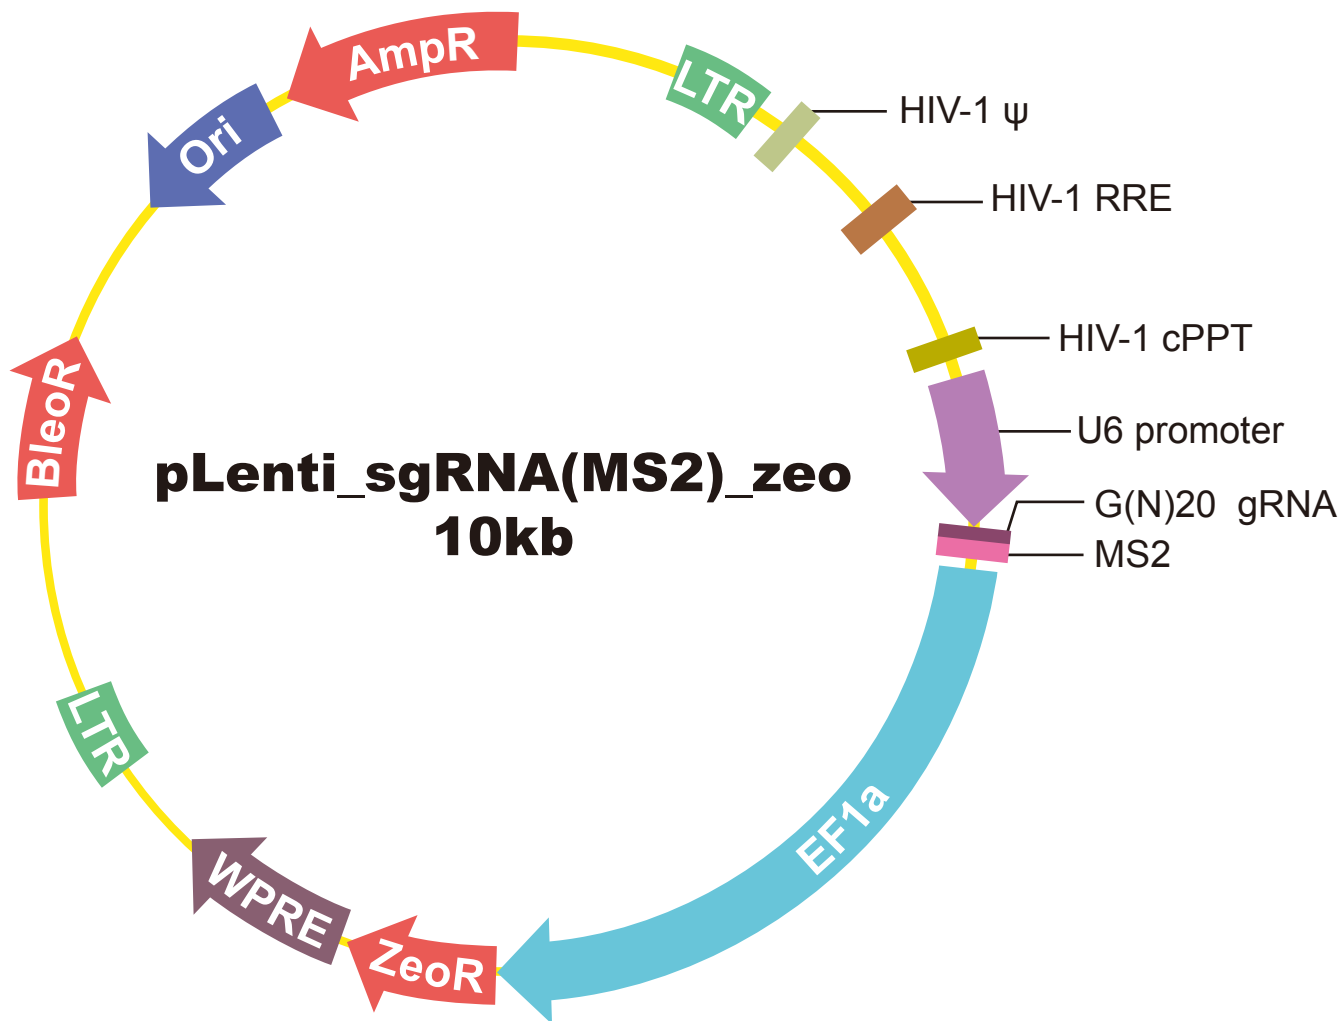 AmpR
LTR
HIV-1 ψ
Ori
HIV-1 RRE
HIV-1 cPPT
BleoR
U6 promoter
pLenti_sgRNA(MS2)_zeo
10kb
G(N)20 gRNA
MS2
LTR
EF1a
WPRE
ZeoR